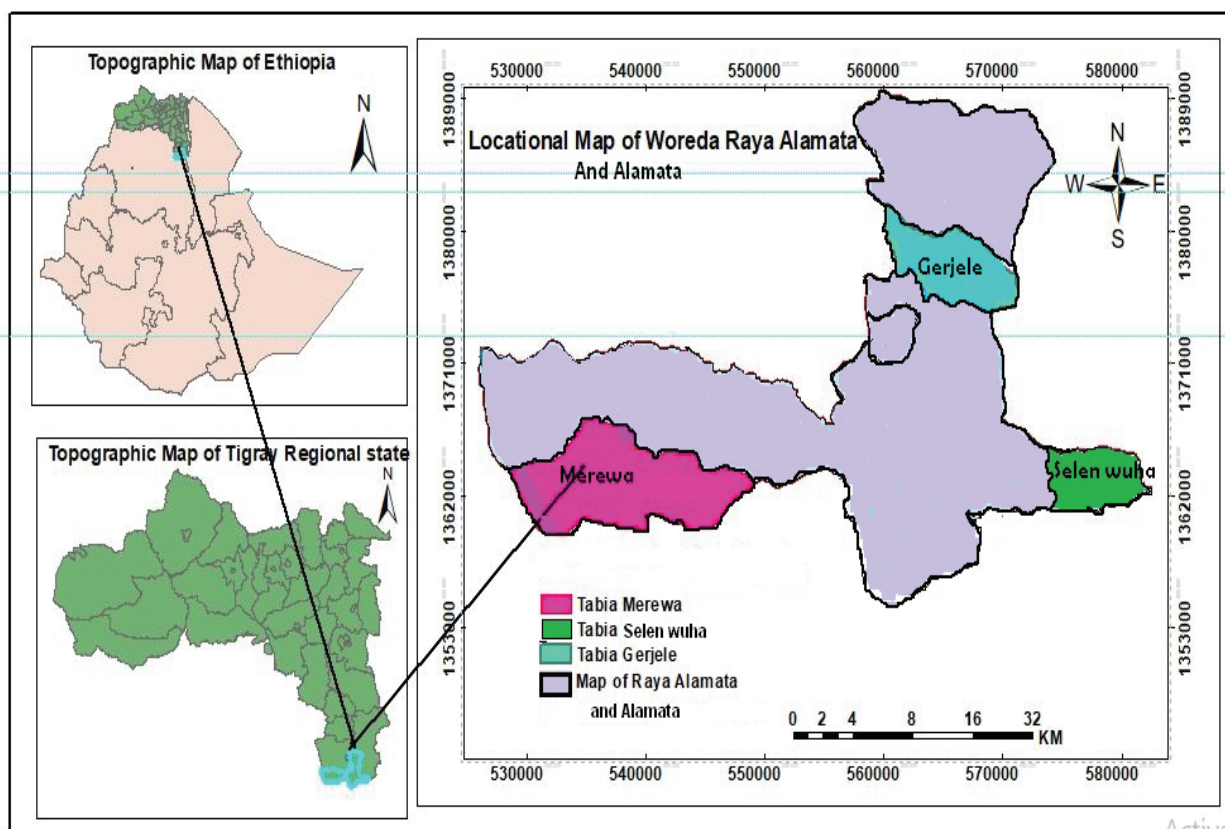 Topographic Map of Ethiopia
N
Topographic Map of Tigray Regional state
N
530000 540000 550000 560000 570000 580000
1389000
1380000
1371000
1362000
1353000
Locational Map of Woreda Raya Alamata
And Alamata
N
W E
S
Gerjele
Merewa
Selen wuha
Tabia Merewa
Tabia Selen wuha
Tabia Gerjele
Map of Raya Alamata
and Alamata
0 2 4 8 16 32
KM
1389000
1380000
1371000
1362000
1353000
530000 540000 550000 560000 570000 580000